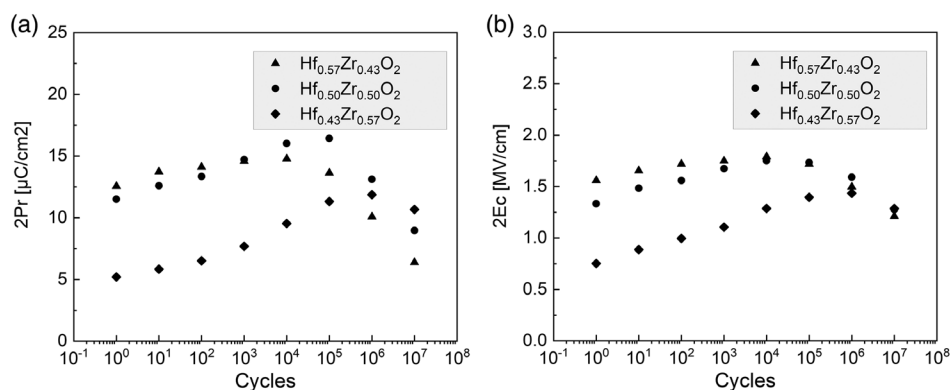 (a)
25
20
15
10
5
0
2Pr [µC/cm2]
Hf0.57Zr0.43O2
Hf0.50Zr0.50O2
Hf0.43Zr0.57O2
10-1 100 101 102 103 104 105 106 107 108
Cycles
(b)
3.0
2.5
2.0
1.5
1.0
0.5
0
2Ec [MV/cm]
Hf0.57Zr0.43O2
Hf0.50Zr0.50O2
Hf0.43Zr0.57O2
10-1 100 101 102 103 104 105 106 107 108
Cycles